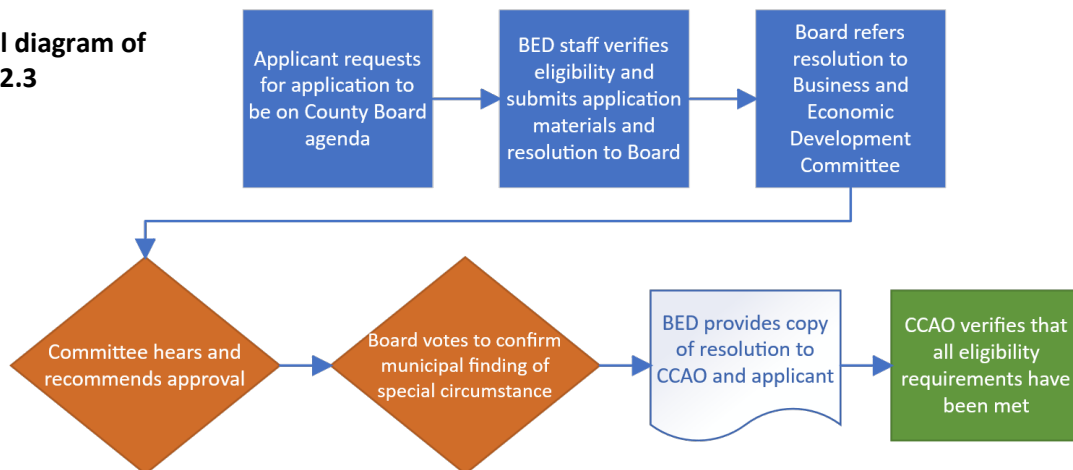 diagram of
2.3
Applicant requests
for application to
be on County Board
agenda
BED staff verifies
eligibility and
submits application
materials and
resolution to Board
Board refers
resolution to
Business and
Economic
Development
Committee
Committee hears and
recommends approval
Board votes to confirm
municipal finding of
special circumstance
BED provides copy
of resolution to
CCAO and applicant
CCAO verifies that
all eligibility
requirements have
been met